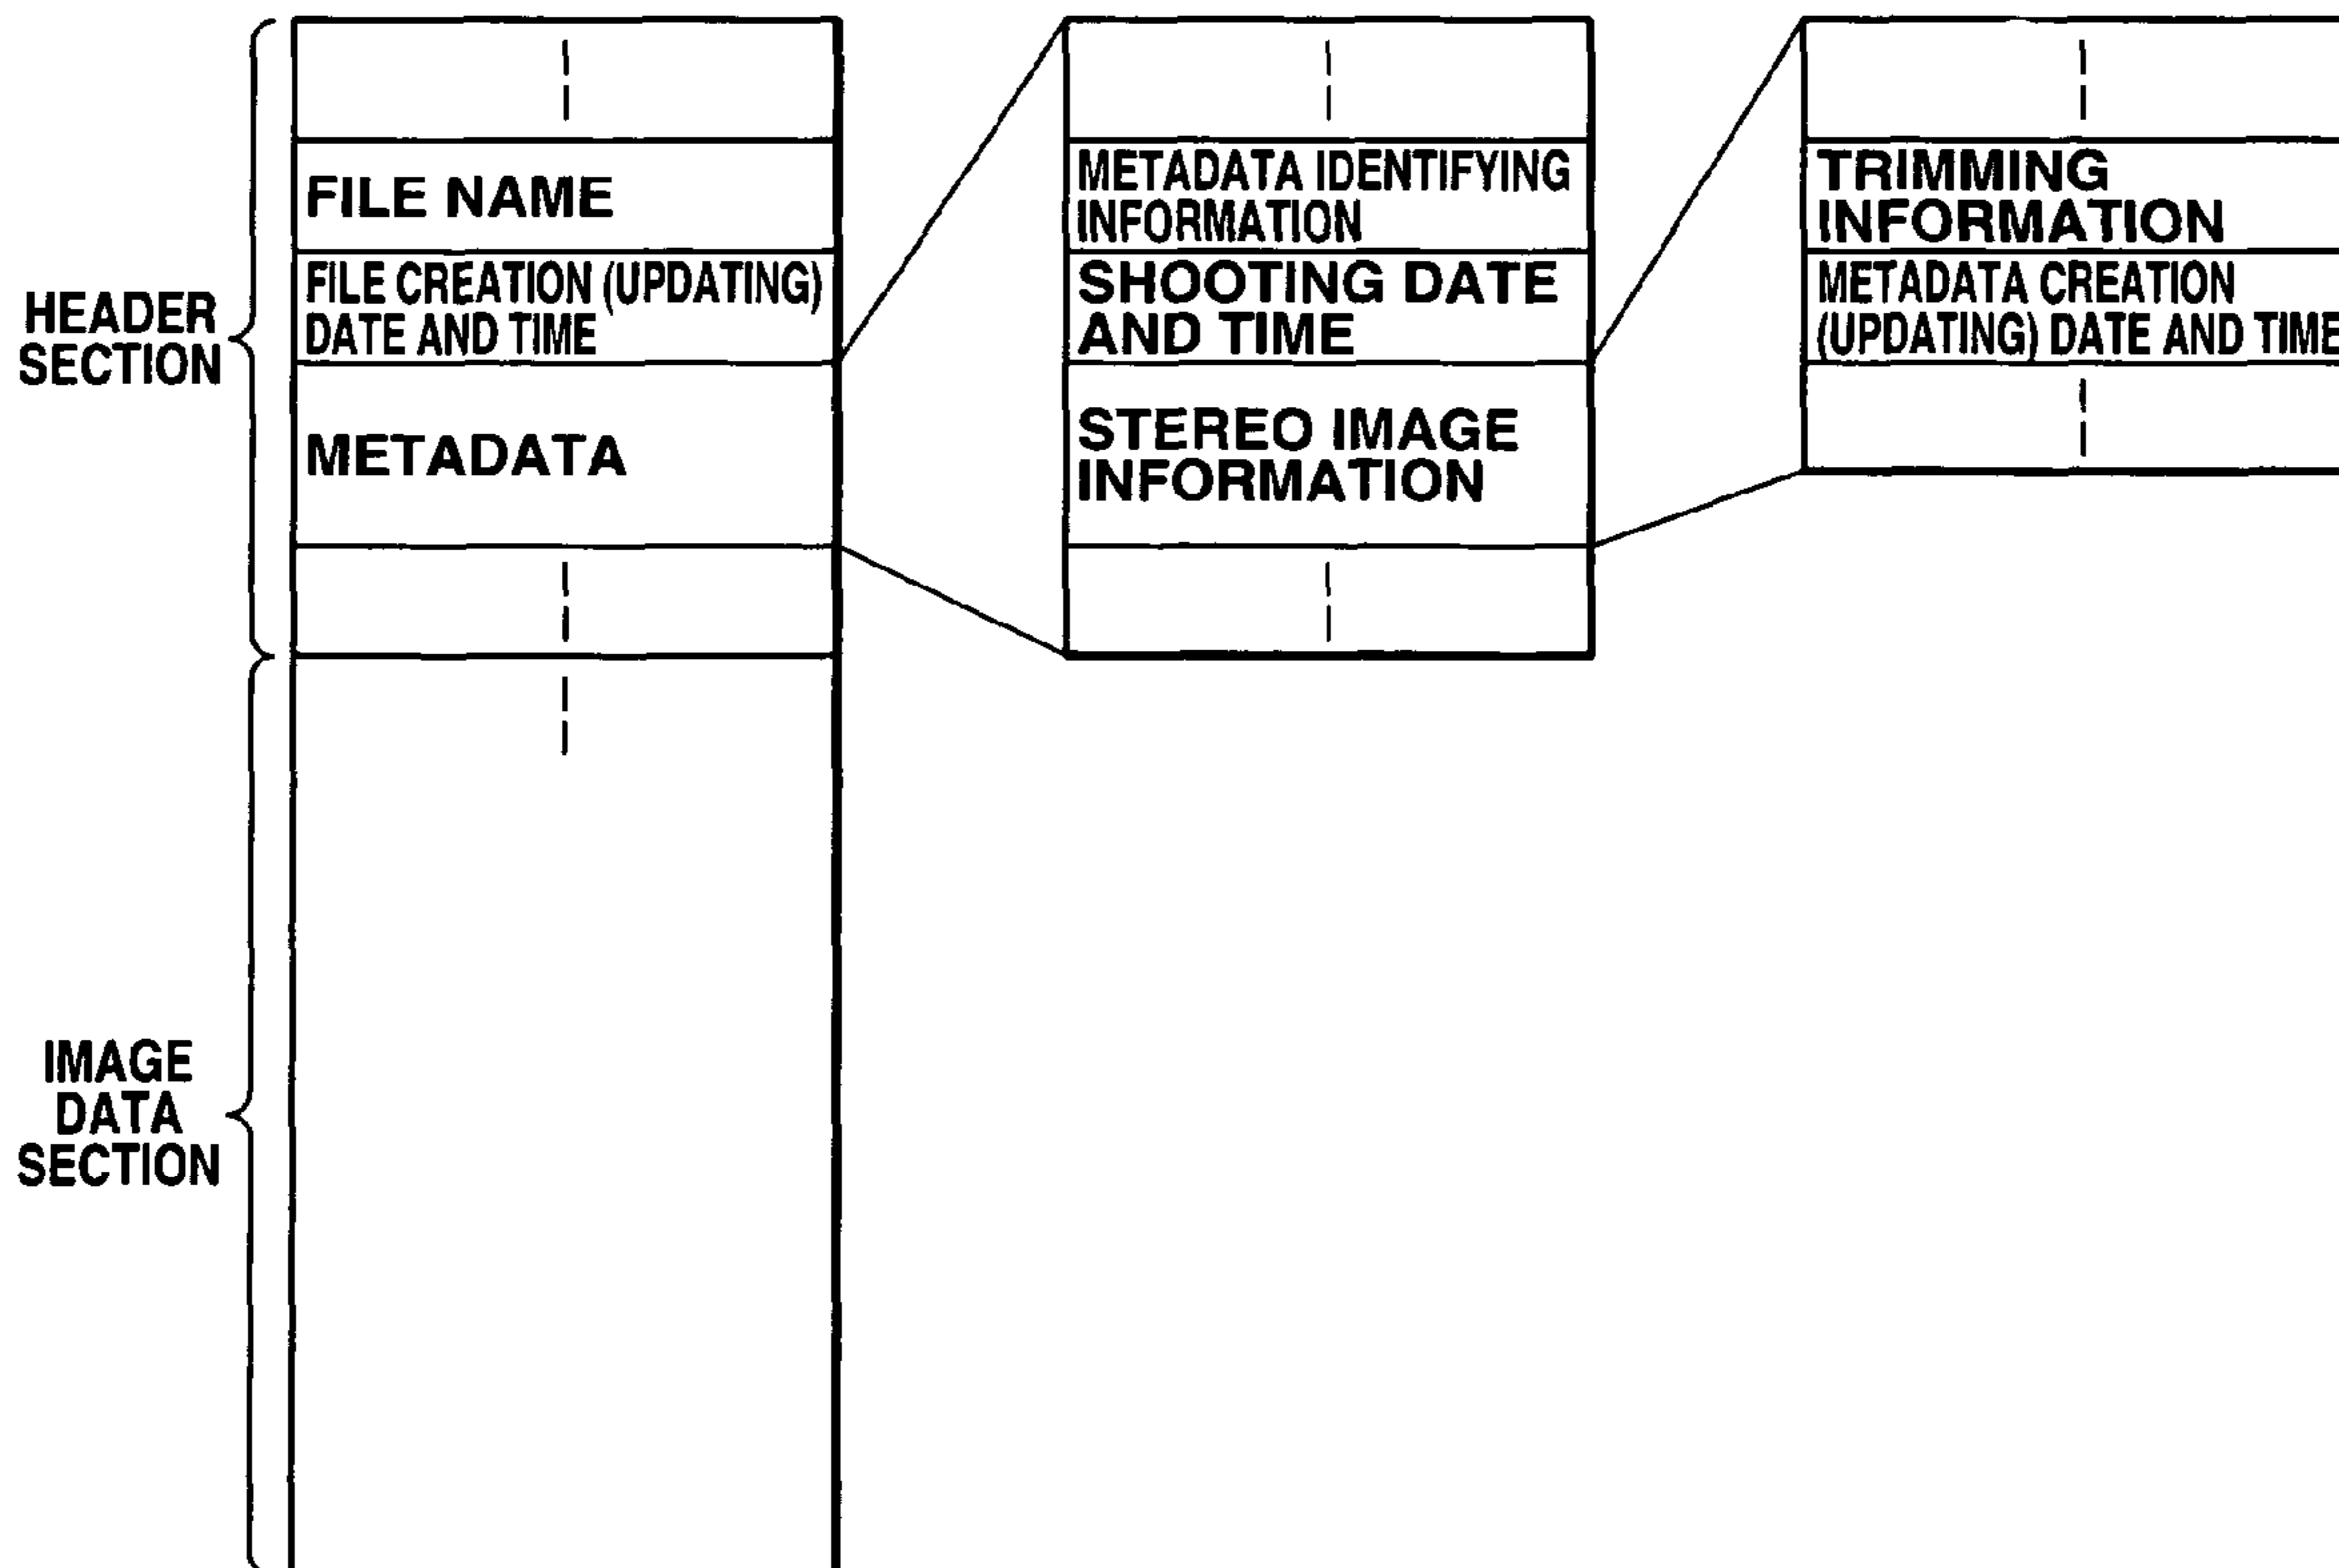 HEADER
SECTION
FILE NAME
FILE CREATION (UPDATING)
DATE AND TIME
METADATA
IMAGE
DATA
SECTION
METADATA IDENTIFYING
INFORMATION
SHOOTING DATE
AND TIME
STEREO IMAGE
INFORMATION
TRIMMING
INFORMATION
METADATA CREATION
(UPDATING) DATE AND TIME